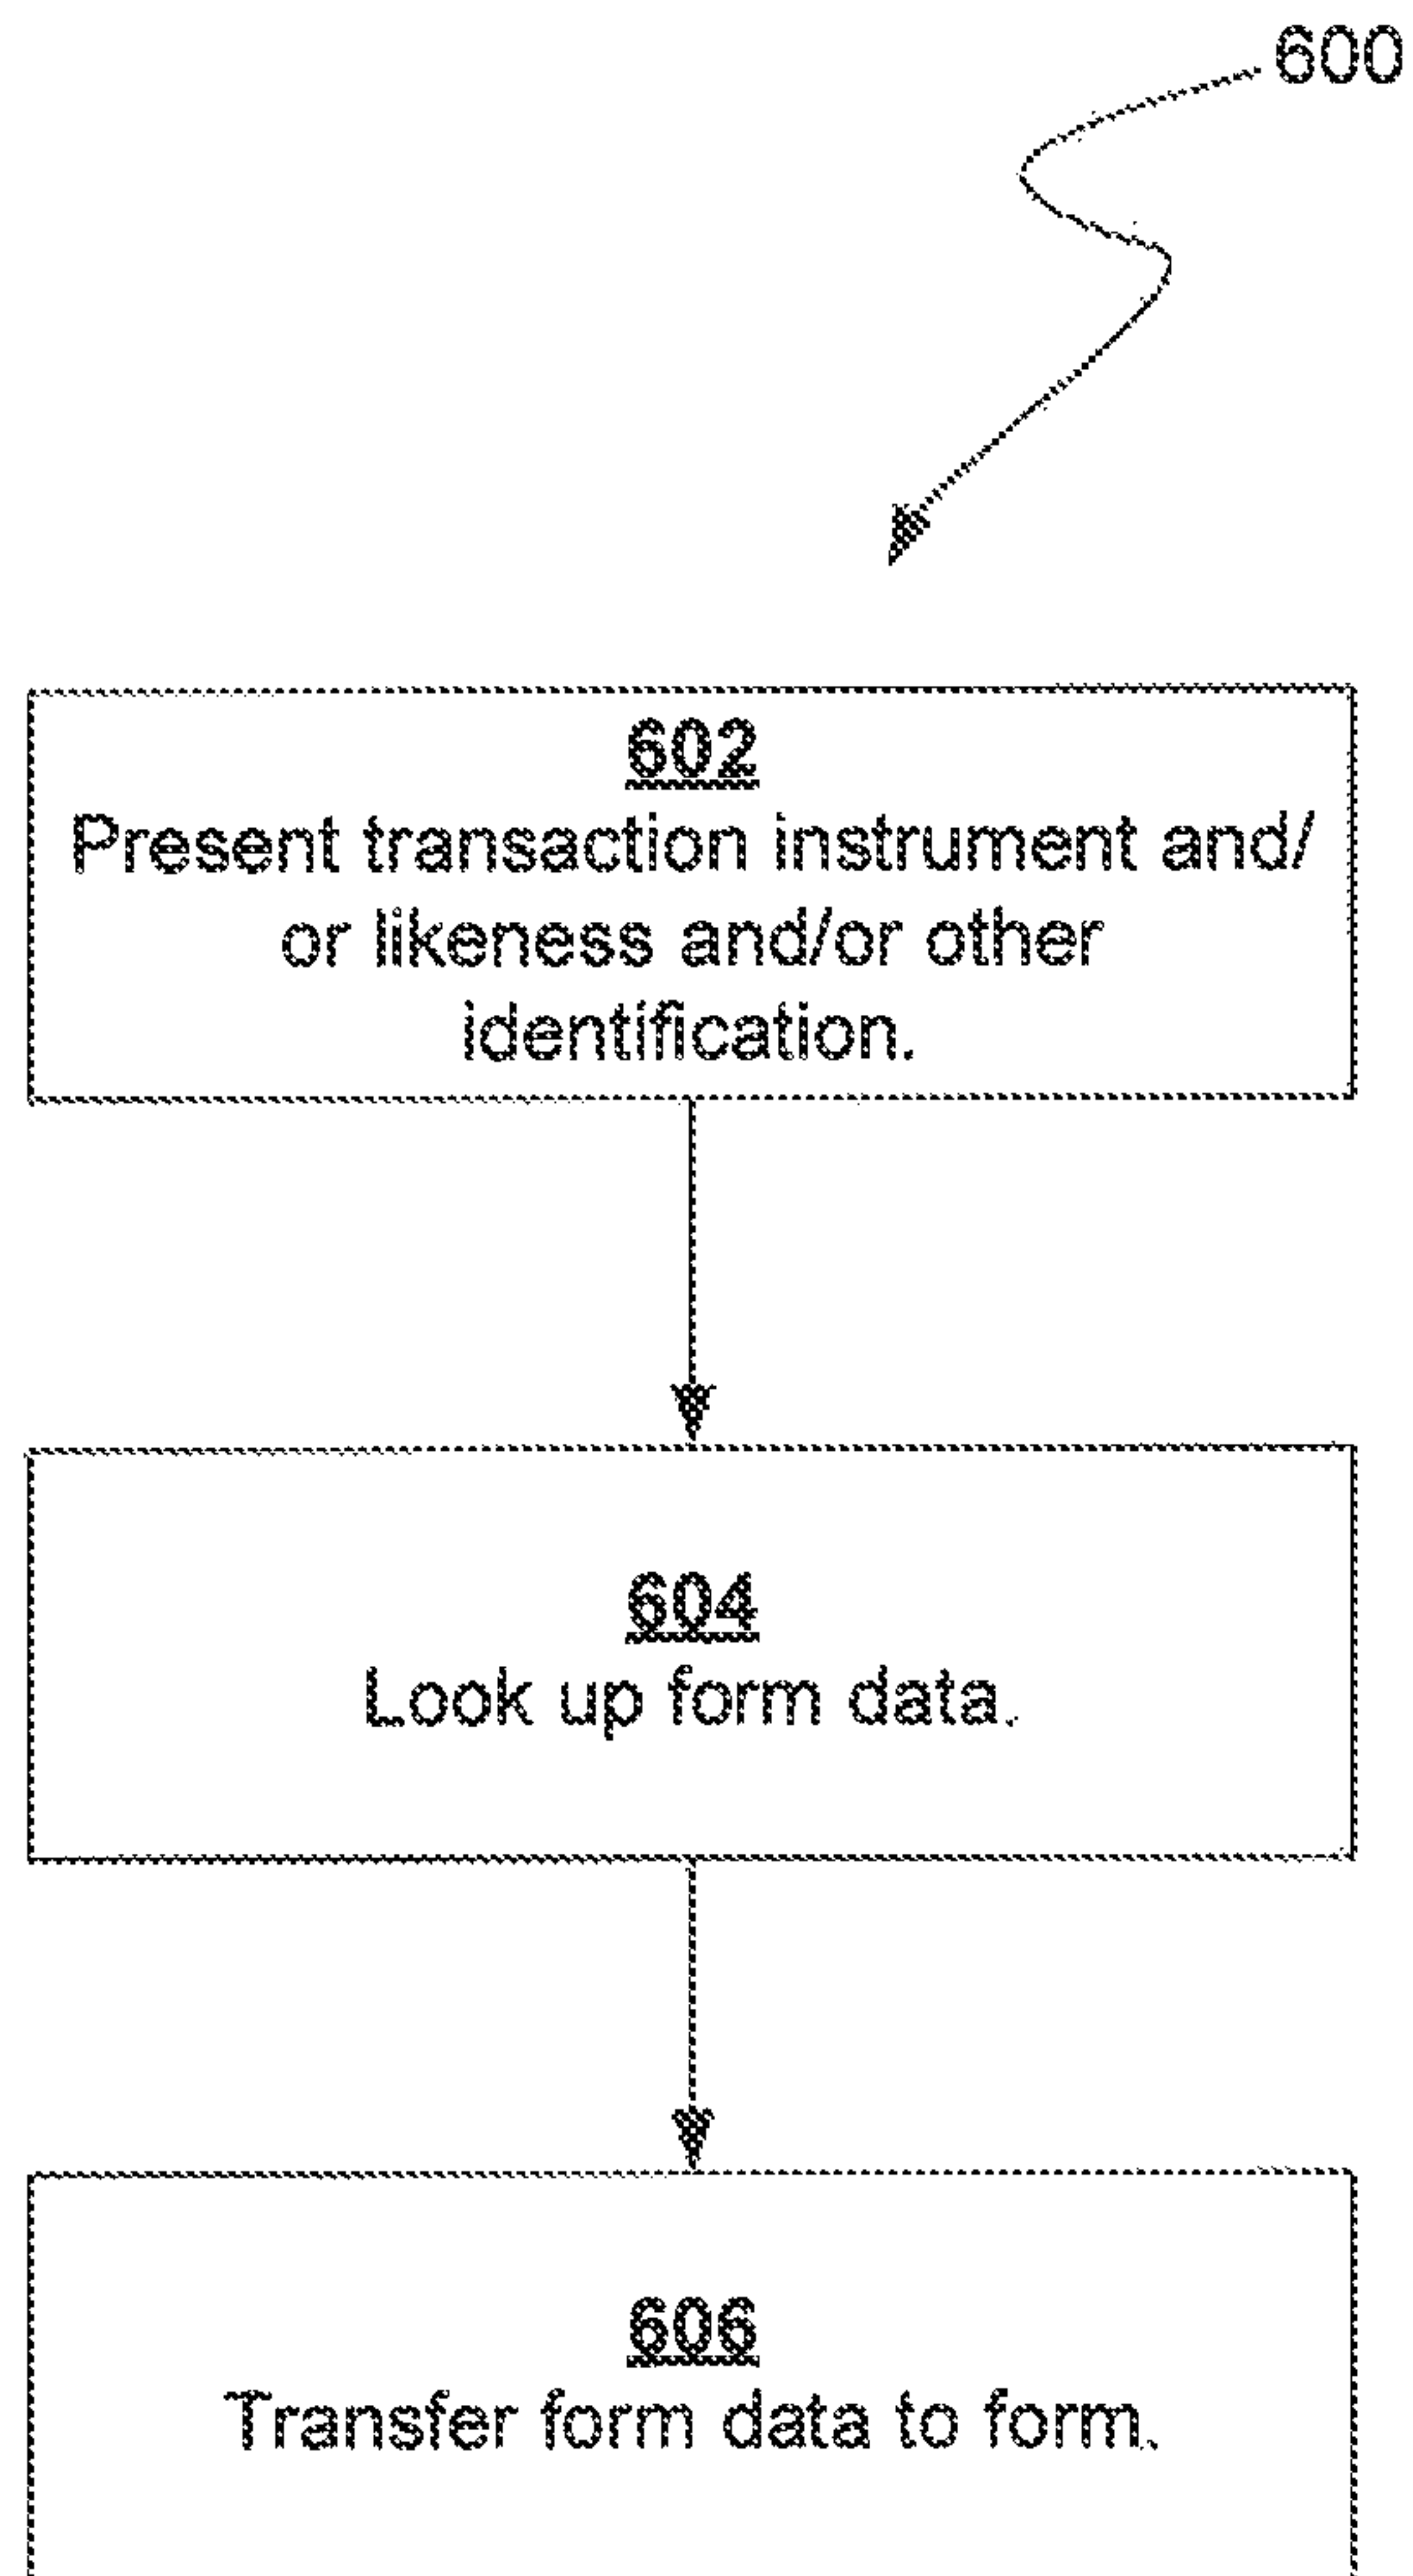 600
602
Present transaction instrument and/
or likeness and/or other
identification.
604
Look up form data.
606
Transfer form data to form.